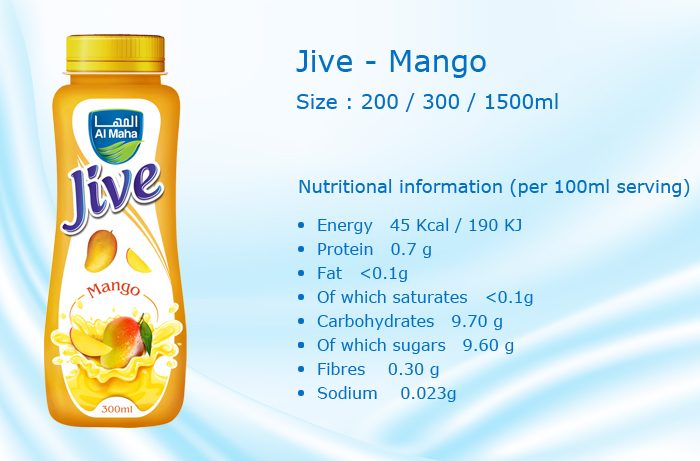 المها
Al Maha
Jive
Mango
300ml
Jive - Mango
Size : 200 / 300 / 1500ml
Nutritional information (per 100ml serving)
• Energy 45 Kcal / 190 KJ
• Protein 0.7 g
• Fat <0.1g
• Of which saturates <0.1g
• Carbohydrates 9.70 g
• Of which sugars 9.60 g
• Fibres 0.30 g
• Sodium 0.023g